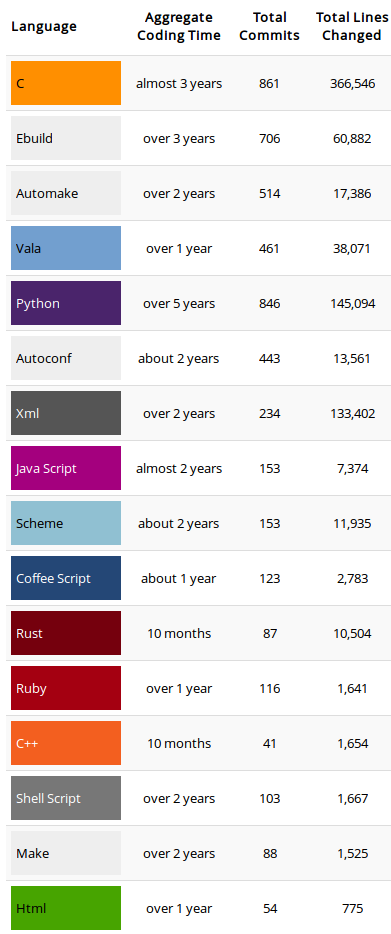 Language Aggregate Coding Time Total Commits Total Lines Changed
C almost 3 years 861 366,546
Ebuild over 3 years 706 60,882
Automake over 2 years 514 17,386
Vala over 1 year 461 38,071
Python over 5 years 846 145,094
Autoconf about 2 years 443 13,561
Xml over 2 years 234 133,402
Java Script almost 2 years 153 7,374
Scheme about 2 years 153 11,935
Coffee Script about 1 year 123 2,783
Rust 10 months 87 10,504
Ruby over 1 year 116 1,641
C++ 10 months 41 1,654
Shell Script over 2 years 103 1,667
Make over 2 years 88 1,525
Html over 1 year 54 775